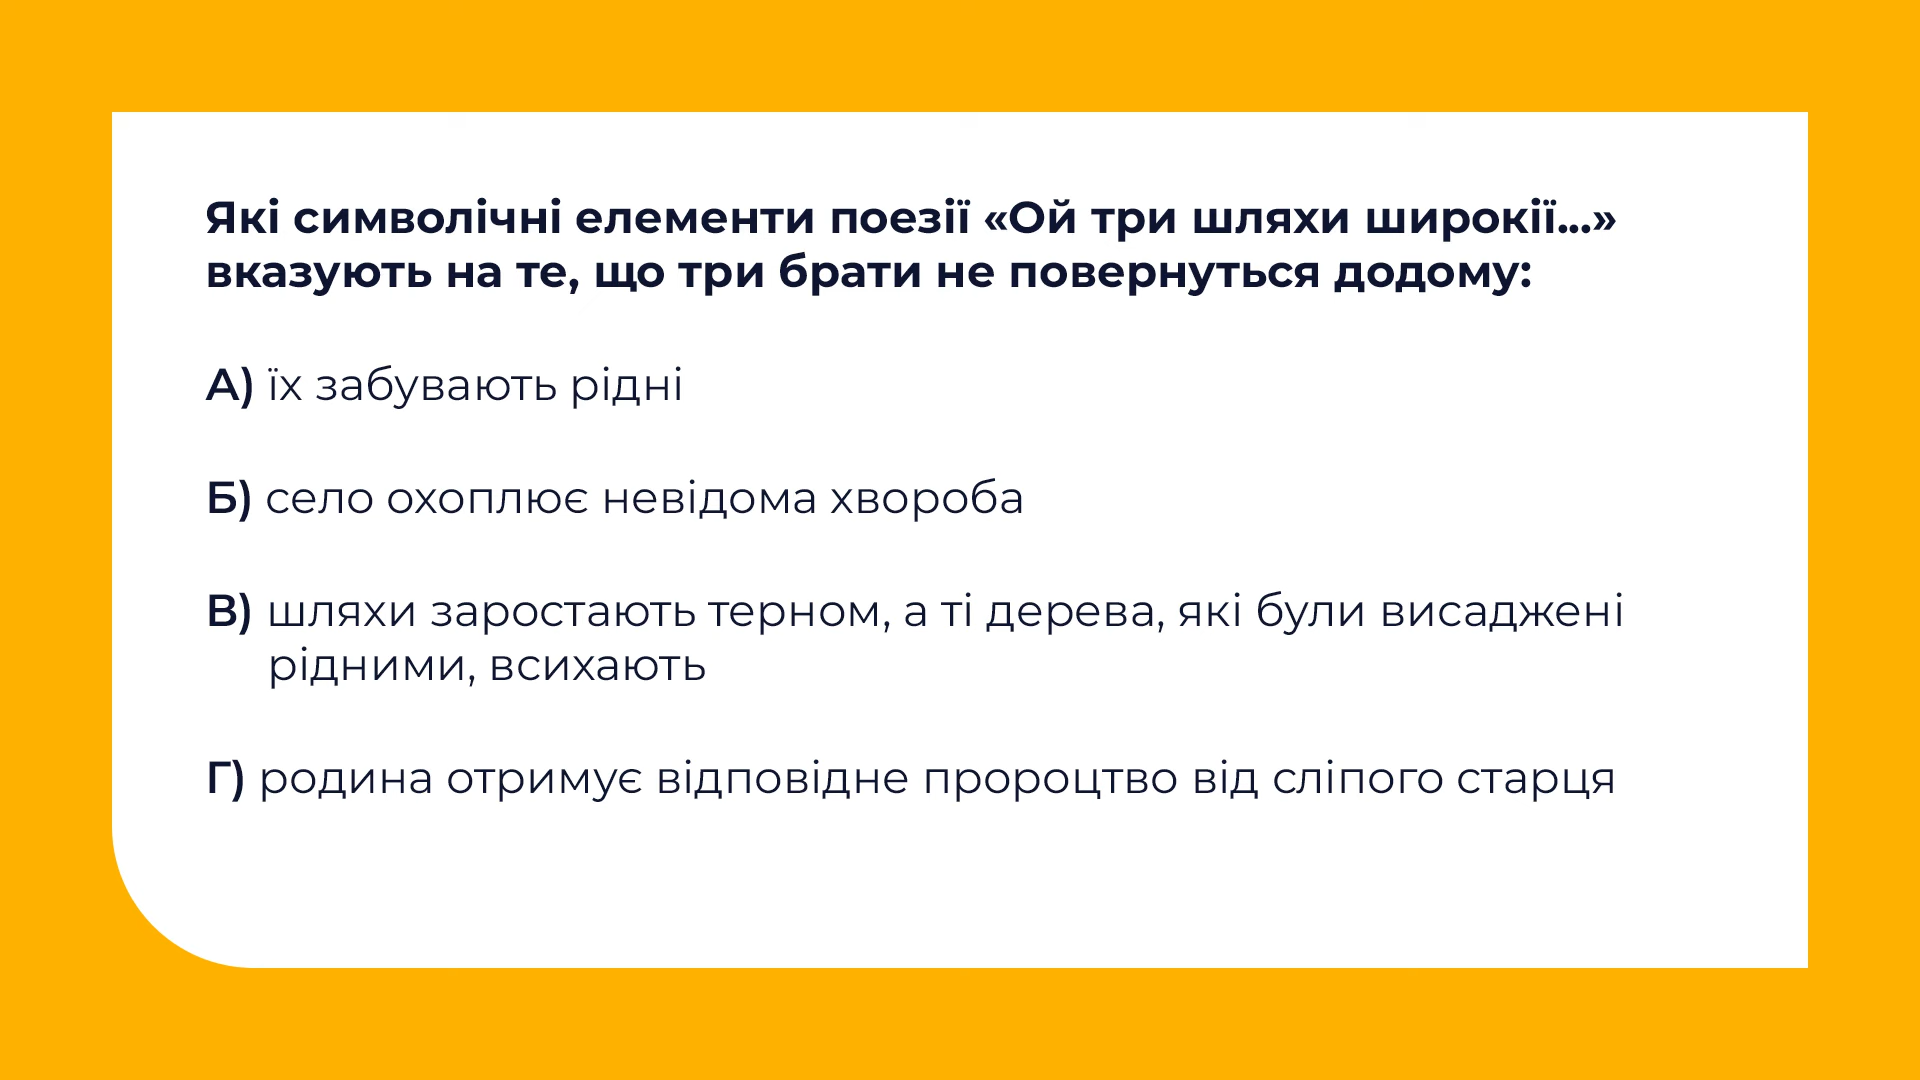 Які символічні елементи поезії «Ой три шляхи широкії...»
вказують на те, що три брати не повернуться додому:
А) їх забувають рідні
Б) село охоплює невідома хвороба
В) шляхи заростають терном, а ті дерева, які були висаджені
рідними, всихають
Г) родина отримує відповідне пророцтво від сліпого старця